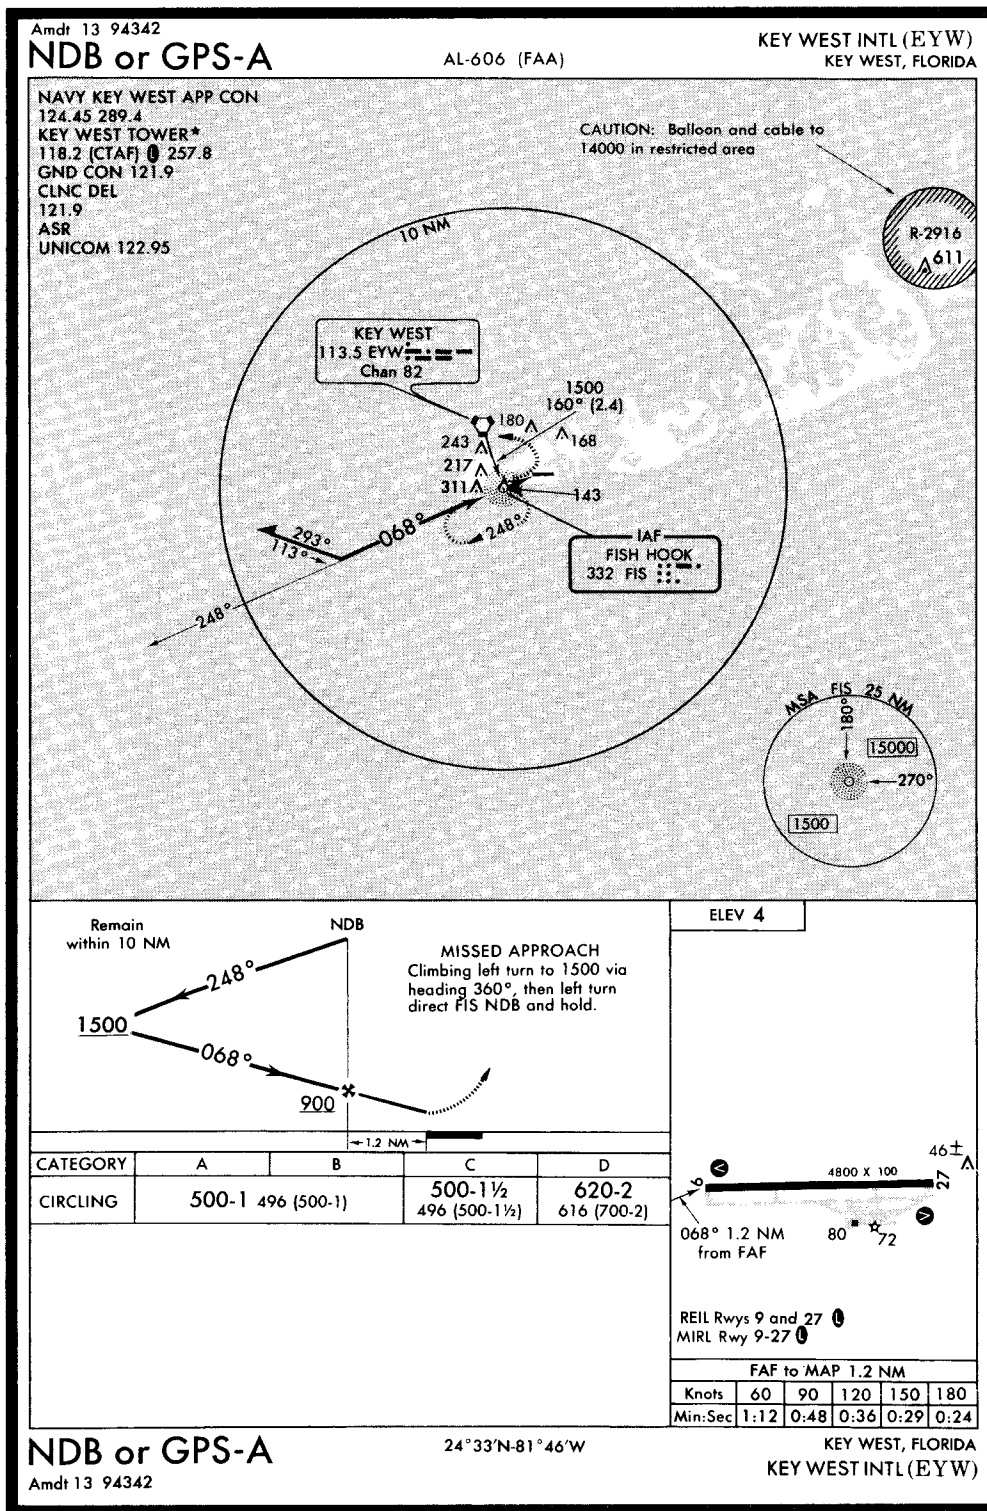 Amdt 13 94342
NDB or GPS-A
AL-606 (FAA)
KEY WEST INTL (EYW)
KEY WEST, FLORIDA
NAVY KEY WEST APP CON
124.45 289.4
KEY WEST TOWER*
118.2 (CTAF) L 257.8
GND CON 121.9
CLNC DEL
121.9
ASR
UNICOM 122.95
CAUTION: Balloon and cable to
14000 in restricted area
R-2916
611
10 NM
KEY WEST
113.5 EYW
Chan 82
1500
160° (2.4)
180
168
243
217
311
143
068°
248°
293°
113°
248°
IAF
FISH HOOK
332 FIS
MSA FIS 25 NM
180°
15000
270°
1500
Remain
within 10 NM
NDB
248°
1500
068°
900
1.2 NM
MISSED APPROACH
Climbing left turn to 1500 via
heading 360°, then left turn
direct FIS NDB and hold.
CATEGORY A B C D
CIRCLING 500-1 496 (500-1) 500-1½ 496 (500-1½) 620-2 616 (700-2)
ELEV 4
46±
9
V
4800 X 100
27
V
068° 1.2 NM
from FAF
80
72
REIL Rwys 9 and 27 L
MIRL Rwy 9-27 L
FAF to MAP 1.2 NM
Knots 60 90 120 150 180
Min:Sec 1:12 0:48 0:36 0:29 0:24
NDB or GPS-A
Amdt 13 94342
24°33'N-81°46'W
KEY WEST, FLORIDA
KEY WEST INTL (EYW)